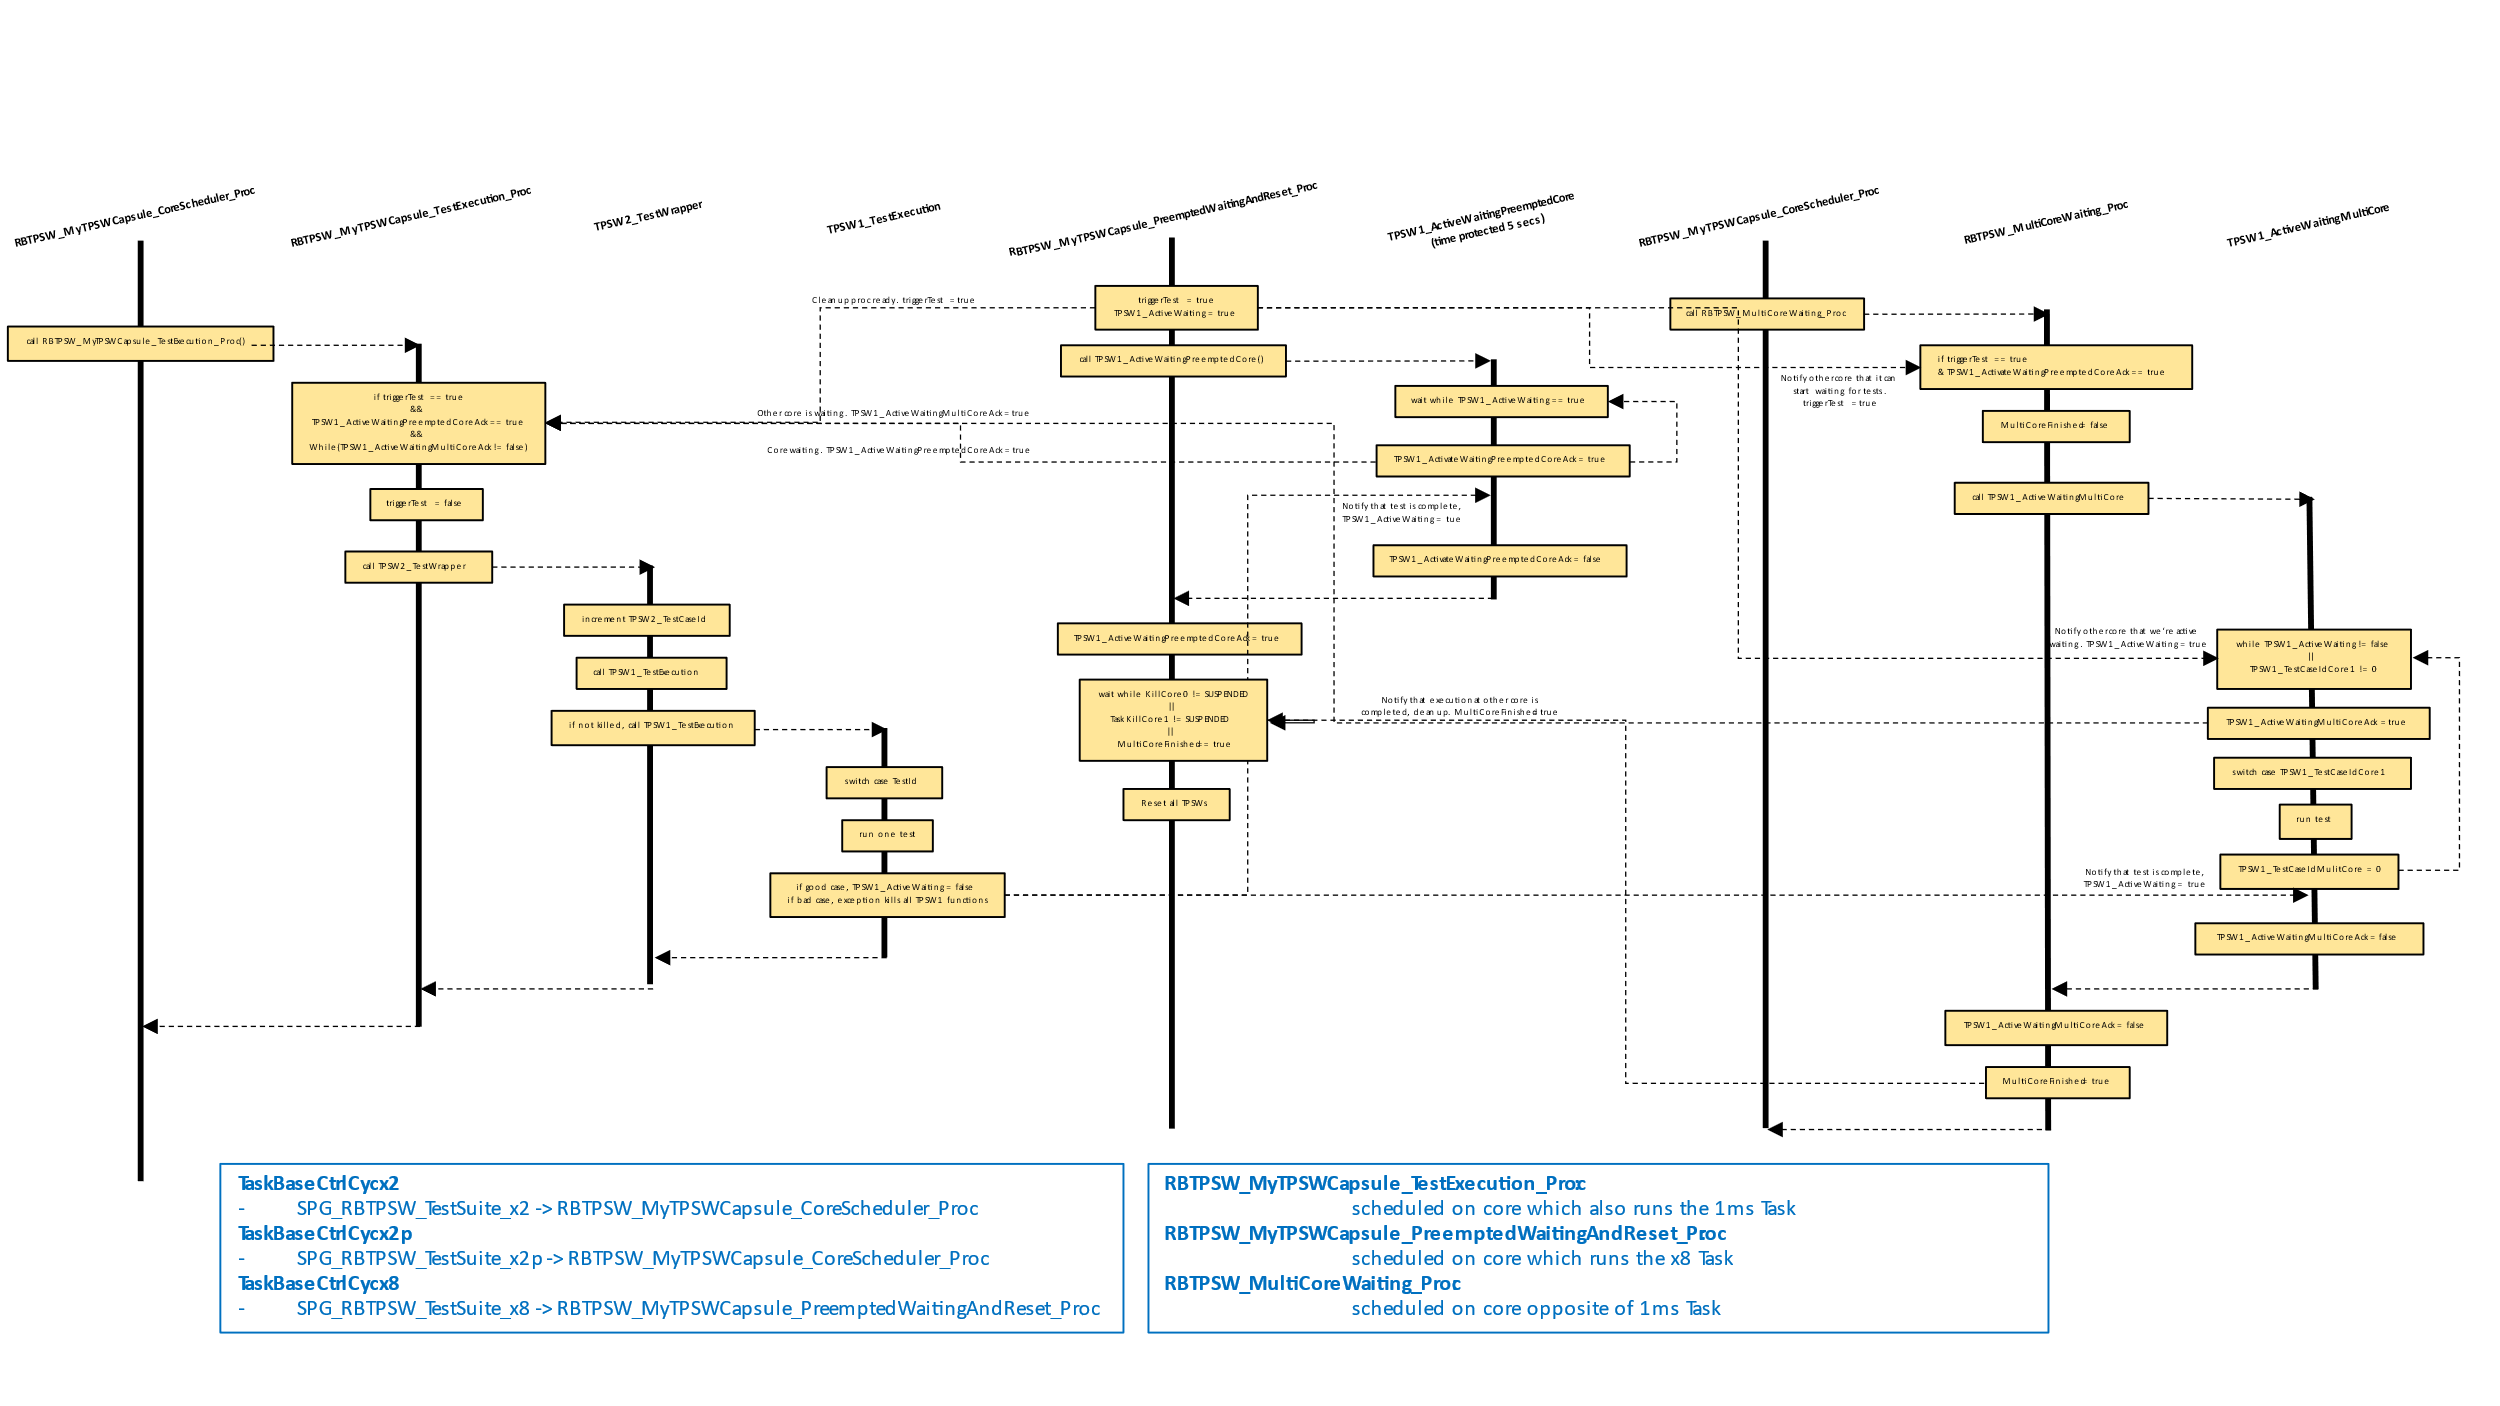 RBTPSW_MyTPSWCapsule_CoreScheduler_Proc
RBTPSW_MyTPSWCapsule_TestExecution_Proc
TPSW2_TestWrapper
TPSW1_TestExecution
RBTPSW_MyTPSWCapsule_PreemptedWaitingAndReset_Proc
TPSW1_ActiveWaitingPreemptedCore
(time protected 5 secs)
RBTPSW_MyTPSWCapsule_CoreScheduler_Proc
RBTPSW_MultiCoreWaiting_Proc
TPSW1_ActiveWaitingMultiCore
call RBTPSW_MyTPSWCapsule_TestExecution_Proc()
if triggerTest == true
&&
TPSW1_ActiveWaitingPreemptedCoreAck == true
&&
While(TPSW1_ActiveWaitingMultiCoreAck != false)
triggerTest = false
call TPSW2_TestWrapper
increment TPSW2_TestCaseId
call TPSW1_TestExecution
if not killed, call TPSW1_TestExecution
switch case TestId
run one test
if good case, TPSW1_ActiveWaiting = false
if bad case, exception kills all TPSW1 functions
Clean up proc ready. triggerTest = true
Other core is waiting. TPSW1_ActiveWaitingMultiCoreAck = true
Core waiting. TPSW1_ActiveWaitingPreemptedCoreAck = true
triggerTest = true
TPSW1_ActiveWaiting = true
call TPSW1_ActiveWaitingPreemptedCore()
TPSW1_ActiveWaitingPreemptedCoreAck = true
wait while KillCore0 != SUSPENDED
||
TaskKillCore1 != SUSPENDED
||
MultiCoreFinished== true
Reset all TPSWs
wait while TPSW1_ActiveWaiting == true
TPSW1_ActivateWaitingPreemptedCoreAck = true
Notify that test is complete,
TPSW1_ActiveWaiting = tue
TPSW1_ActivateWaitingPreemptedCoreAck = false
Notify that execution at other core is
completed, clean up. MultiCoreFinished=true
call RBTPSW_MultiCoreWaiting_Proc
Notify other core that it can
start waiting for tests.
triggerTest = true
if triggerTest == true
& TPSW1_ActivateWaitingPreemptedCoreAck == true
MultiCoreFinished= false
call TPSW1_ActiveWaitingMultiCore
Notify other core that we're active
waiting. TPSW1_ActiveWaiting = true
while TPSW1_ActiveWaiting != false
||
TPSW1_TestCaseIdCore1 != 0
TPSW1_ActiveWaitingMultiCoreAck = true
switch case TPSW1_TestCaseIdCore1
run test
TPSW1_TestCaseIdMulitCore = 0
Notify that test is complete,
TPSW1_ActiveWaiting = true
TPSW1_ActiveWaitingMultiCoreAck = false
TPSW1_ActiveWaitingMultiCoreAck = false
MultiCoreFinished= true
TaskBaseCtrlCycx2
- SPG_RBTPSW_TestSuite_x2 -> RBTPSW_MyTPSWCapsule_CoreScheduler_Proc
TaskBaseCtrlCycx2p
- SPG_RBTPSW_TestSuite_x2p -> RBTPSW_MyTPSWCapsule_CoreScheduler_Proc
TaskBaseCtrlCycx8
- SPG_RBTPSW_TestSuite_x8 -> RBTPSW_MyTPSWCapsule_PreemptedWaitingAndReset_Proc
RBTPSW_MyTPSWCapsule_TestExecution_Proc:
scheduled on core which also runs the 1ms Task
RBTPSW_MyTPSWCapsule_PreemptedWaitingAndReset_Proc:
scheduled on core which runs the x8 Task
RBTPSW_MultiCoreWaiting_Proc:
scheduled on core opposite of 1ms Task